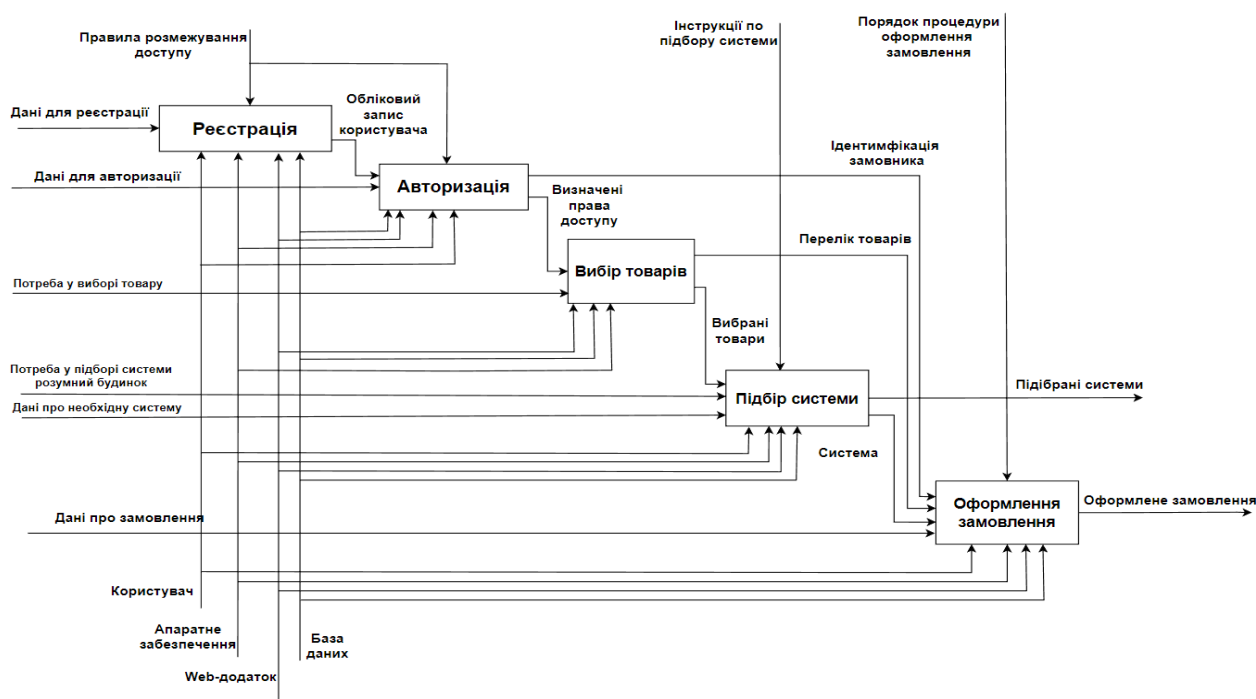 Порядок процедури
оформлення
замовлення
Інструкції по
підбору системи
Правила розмежування
доступу
Обліковий
запис
користувача
Дані для реєстрації
Реєстрація
Ідентимфікація
замовника
Дані для авторизації
Авторизація
Визначені
права
доступу
Перелік товарів
Вибір товарів
Потреба у виборі товару
Вибрані
товари
Потреба у підборі системи
розумний будинок
Підібрані системи
Підбір системи
Дані про необхідну систему
Система
Оформлення
замовлення
Оформлене замовлення
Дані про замовлення
Користувач
Апаратне
забезпечення
База
даних
Web-додаток